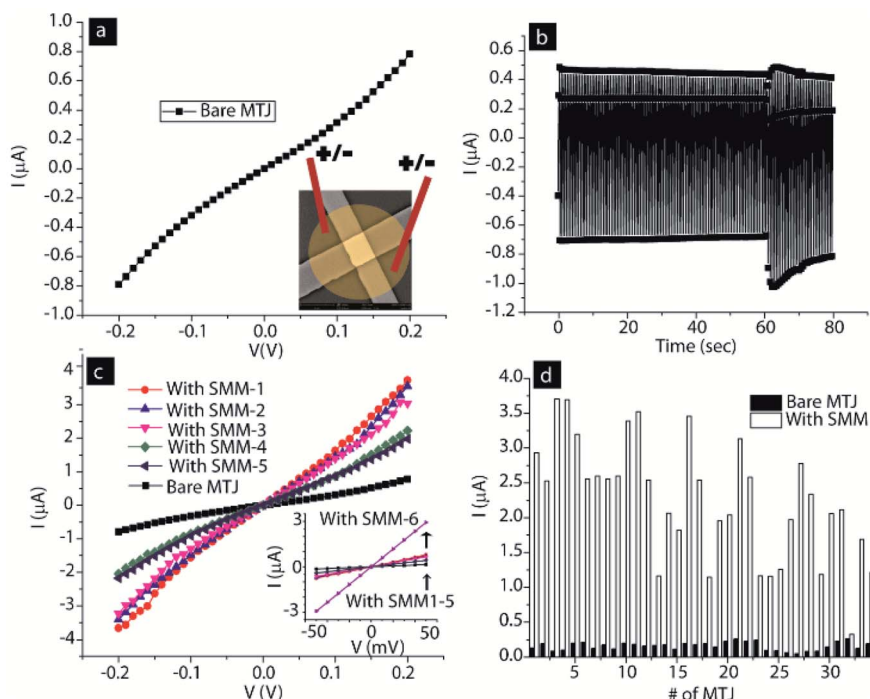 a
1.0
0.8
0.6
0.4
0.2
0.0
-0.2
-0.4
-0.6
-0.8
-1.0
I (μA)
Bare MTJ
+/-
+/-
-0.2
-0.1
0.0
0.1
0.2
V(V)
b
0.8
0.6
0.4
0.2
0.0
-0.2
-0.4
-0.6
-0.8
-1.0
-1.2
I (μA)
0
20
40
60
80
Time (sec)
c
4
3
2
1
0
-1
-2
-3
-4
I (μA)
With SMM-1
With SMM-2
With SMM-3
With SMM-4
With SMM-5
Bare MTJ
With SMM-6
3
0
-3
I (μA)
With SMM1-5
-50
0
50
V (mV)
-0.2
-0.1
0.0
0.1
0.2
V(V)
d
4.0
3.5
3.0
2.5
2.0
1.5
1.0
0.5
0.0
I (μA)
Bare MTJ
With SMM
5
10
15
20
25
30
# of MTJ